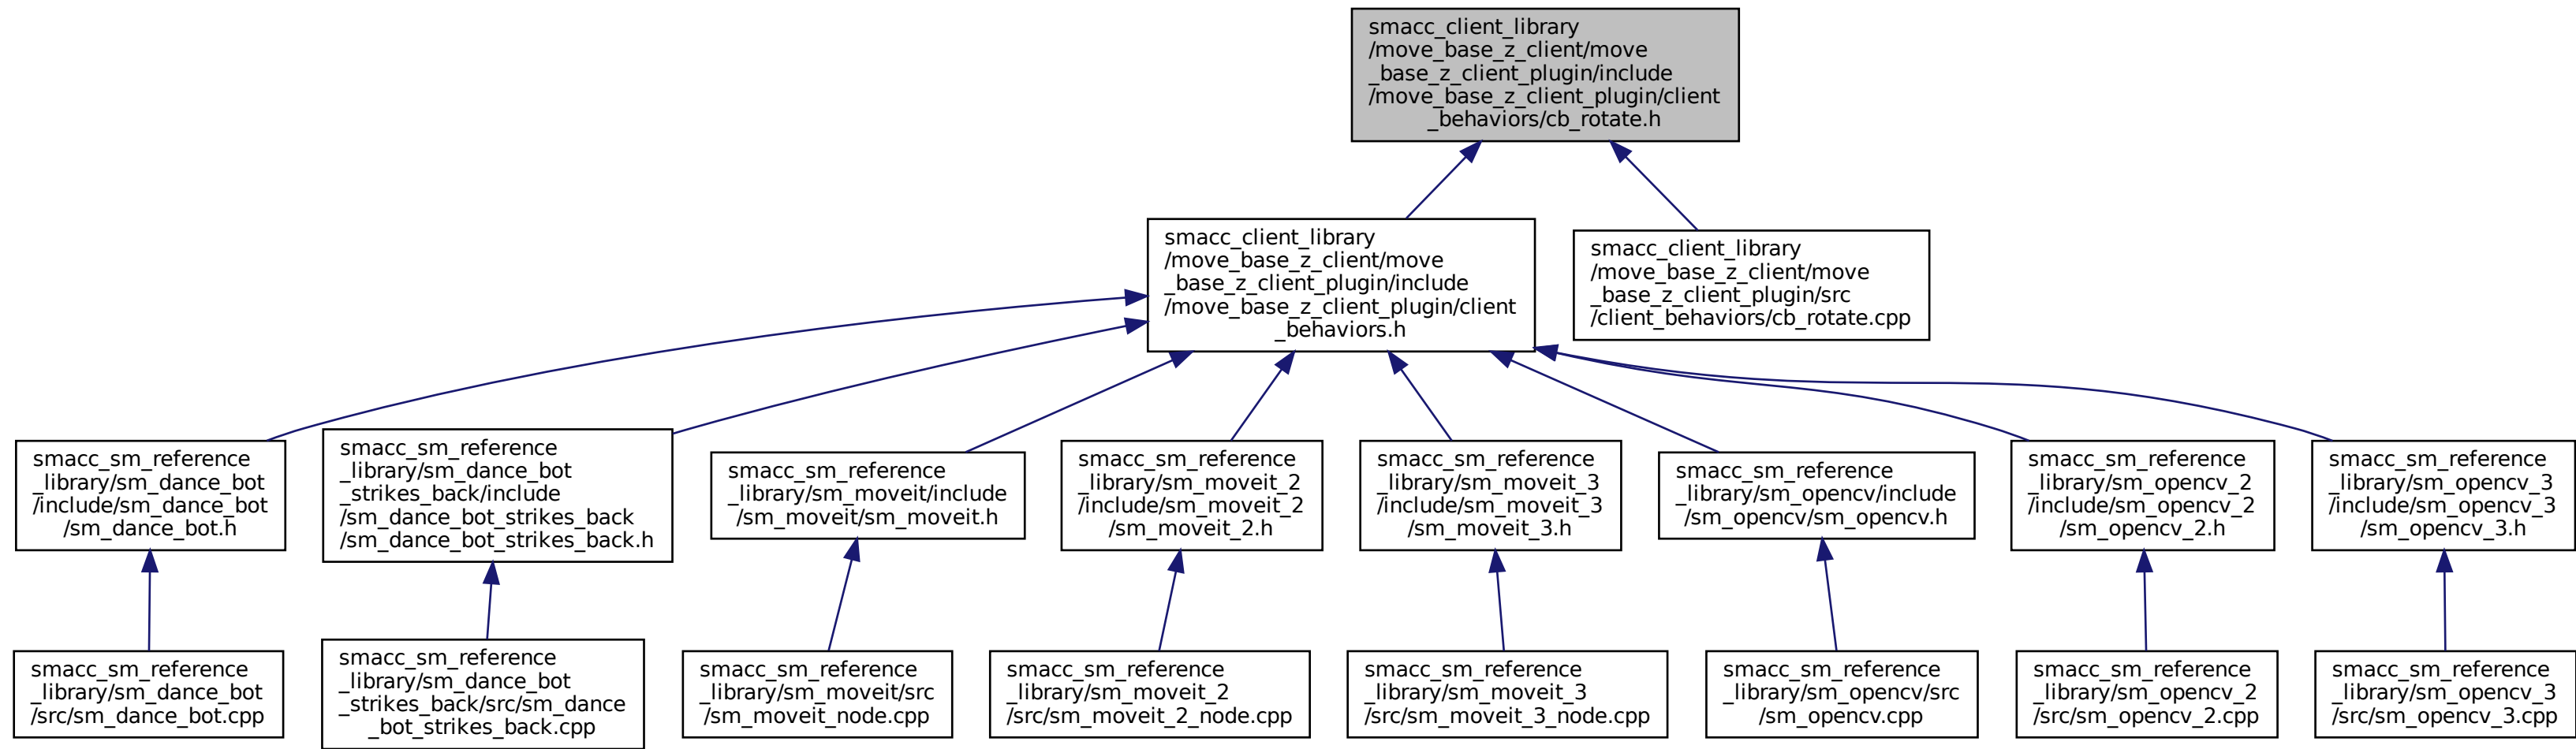 smacc_client_library
/move_base_z_client/move
_base_z_client_plugin/include
/move_base_z_client_plugin/client
_behaviors/cb_rotate.h
smacc_client_library
/move_base_z_client/move
_base_z_client_plugin/include
/move_base_z_client_plugin/client
_behaviors.h
smacc_client_library
/move_base_z_client/move
_base_z_client_plugin/src
/client_behaviors/cb_rotate.cpp
smacc_sm_reference
_library/sm_dance_bot
/include/sm_dance_bot
/sm_dance_bot.h
smacc_sm_reference
_library/sm_dance_bot
_strikes_back/include
/sm_dance_bot_strikes_back
/sm_dance_bot_strikes_back.h
smacc_sm_reference
_library/sm_moveit/include
/sm_moveit/sm_moveit.h
smacc_sm_reference
_library/sm_moveit_2
/include/sm_moveit_2
/sm_moveit_2.h
smacc_sm_reference
_library/sm_moveit_3
/include/sm_moveit_3
/sm_moveit_3.h
smacc_sm_reference
_library/sm_opencv/include
/sm_opencv/sm_opencv.h
smacc_sm_reference
_library/sm_opencv_2
/include/sm_opencv_2
/sm_opencv_2.h
smacc_sm_reference
_library/sm_opencv_3
/include/sm_opencv_3
/sm_opencv_3.h
smacc_sm_reference
_library/sm_dance_bot
/src/sm_dance_bot.cpp
smacc_sm_reference
_library/sm_dance_bot
_strikes_back/src/sm_dance
_bot_strikes_back.cpp
smacc_sm_reference
_library/sm_moveit/src
/sm_moveit_node.cpp
smacc_sm_reference
_library/sm_moveit_2
/src/sm_moveit_2_node.cpp
smacc_sm_reference
_library/sm_moveit_3
/src/sm_moveit_3_node.cpp
smacc_sm_reference
_library/sm_opencv/src
/sm_opencv.cpp
smacc_sm_reference
_library/sm_opencv_2
/src/sm_opencv_2.cpp
smacc_sm_reference
_library/sm_opencv_3
/src/sm_opencv_3.cpp